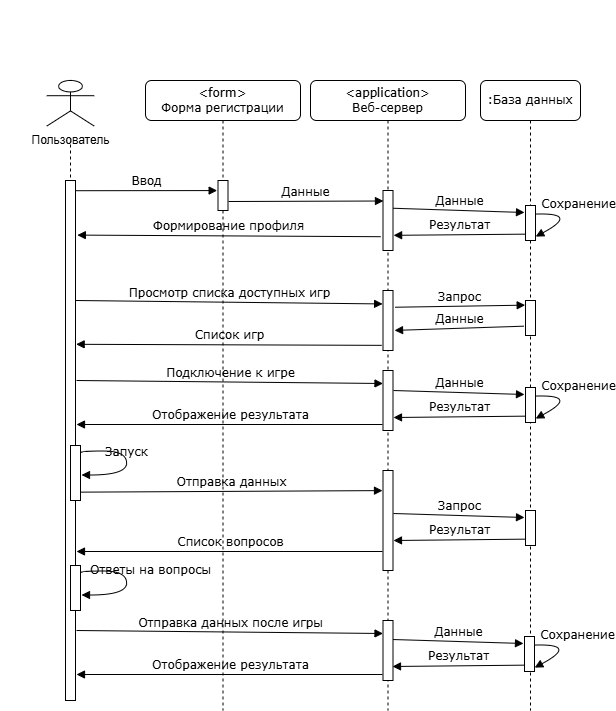 <form>
Форма регистрации
<application>
Веб-сервер
:База данных
Пользователь
Ввод
Данные
Данные
Сохранение
Формирование профиля
Результат
Просмотр списка доступных игр
Запрос
Данные
Список игр
Подключение к игре
Данные
Сохранение
Отображение результата
Результат
Запуск
Отправка данных
Запрос
Результат
Список вопросов
Ответы на вопросы
Отправка данных после игры
Данные
Сохранение
Отображение результата
Результат